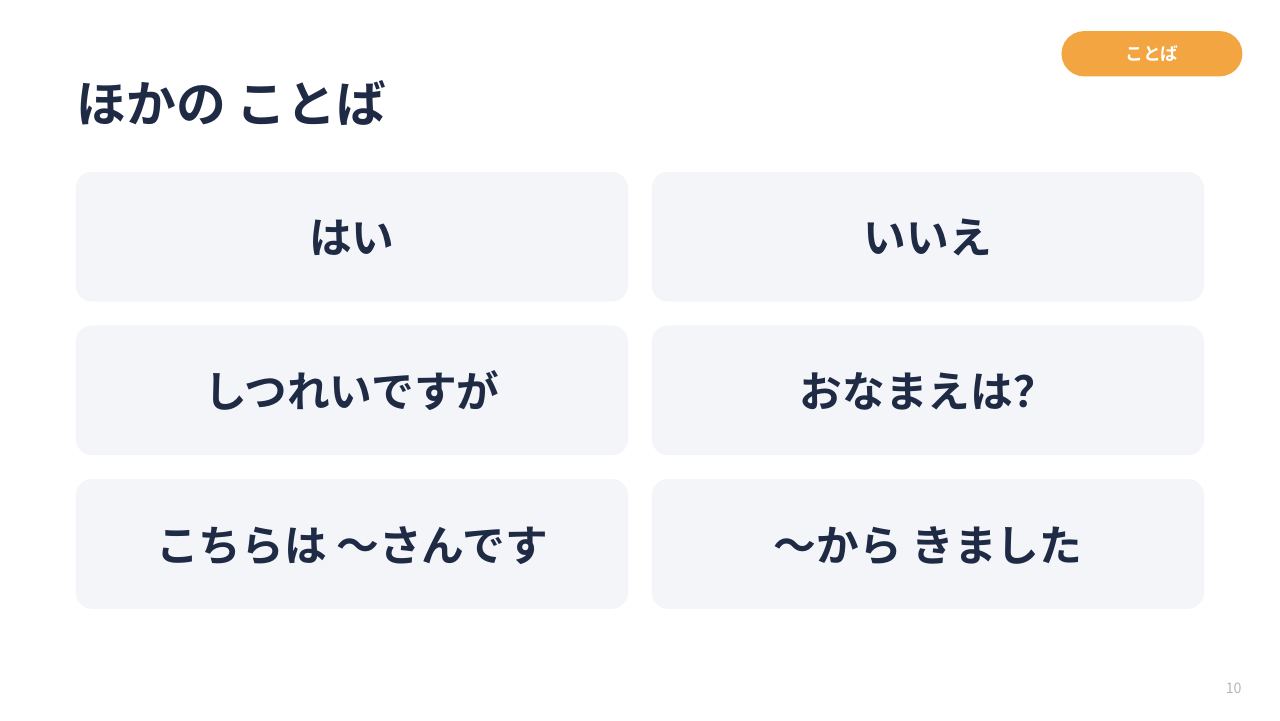 ことば
ほかの ことば
はい
いいえ
しつれいですが
おなまえは?
こちらは 〜さんです
〜から きました
10